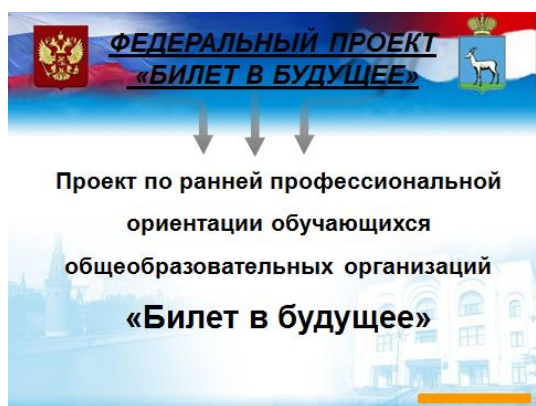 ФЕДЕРАЛЬНЫЙ ПРОЕКТ
«БИЛЕТ В БУДУЩЕЕ»
Проект по ранней профессиональной
ориентации обучающихся
общеобразовательных организаций
«Билет в будущее»